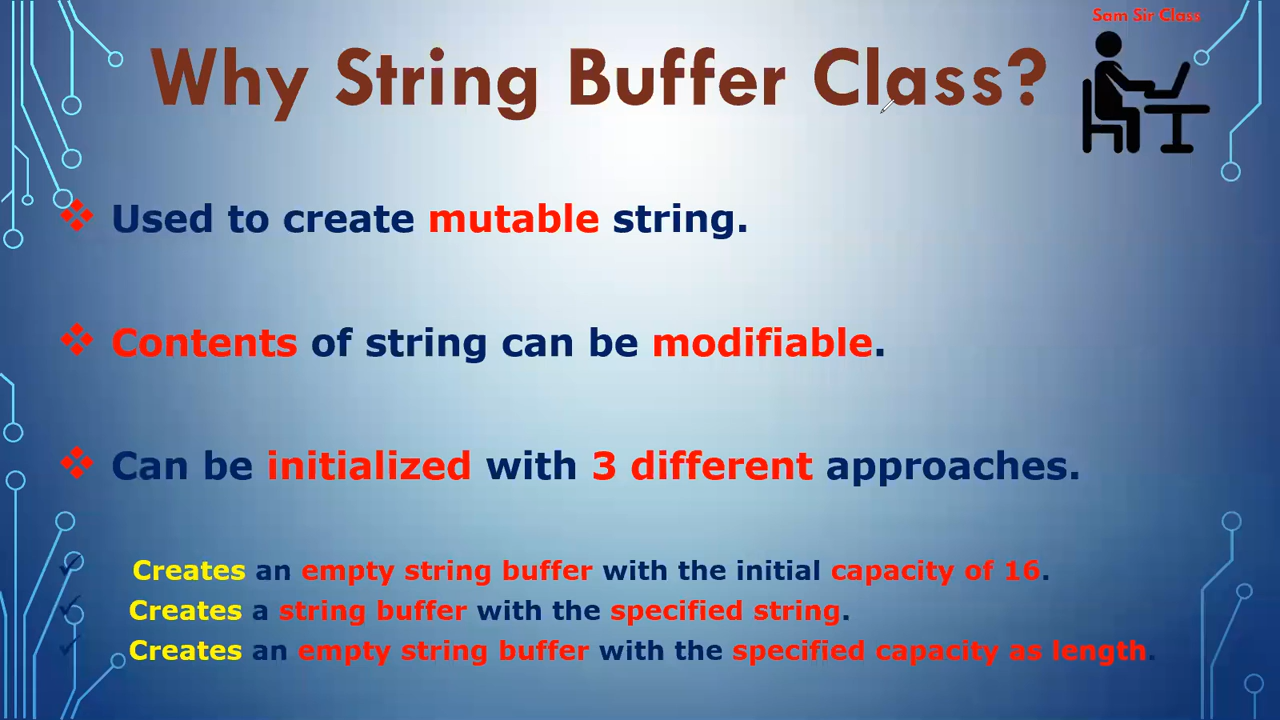 Sam Sir Class
Why String Buffer Class?
Used to create mutable string.
Contents of string can be modifiable.
Can be initialized with 3 different approaches.
Creates an empty string buffer with the initial capacity of 16.
Creates a string buffer with the specified string.
Creates an empty string buffer with the specified capacity as length.